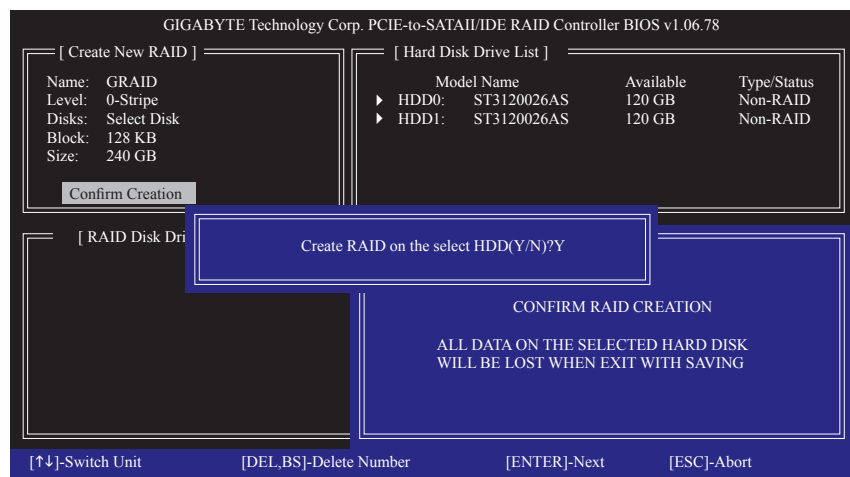 GIGABYTE Technology Corp. PCIE-to-SATAII/IDE RAID Controller BIOS v1.06.78
[ Create New RAID ]
Name: GRAID
Level: 0-Stripe
Disks: Select Disk
Block: 128 KB
Size: 240 GB
Confirm Creation
[ Hard Disk Drive List ]
Model Name Available Type/Status
HDD0: ST3120026AS 120 GB Non-RAID
HDD1: ST3120026AS 120 GB Non-RAID
[ RAID Disk Dri
Create RAID on the select HDD(Y/N)?Y
CONFIRM RAID CREATION
ALL DATA ON THE SELECTED HARD DISK
WILL BE LOST WHEN EXIT WITH SAVING
[↑↓]-Switch Unit [DEL,BS]-Delete Number [ENTER]-Next [ESC]-Abort